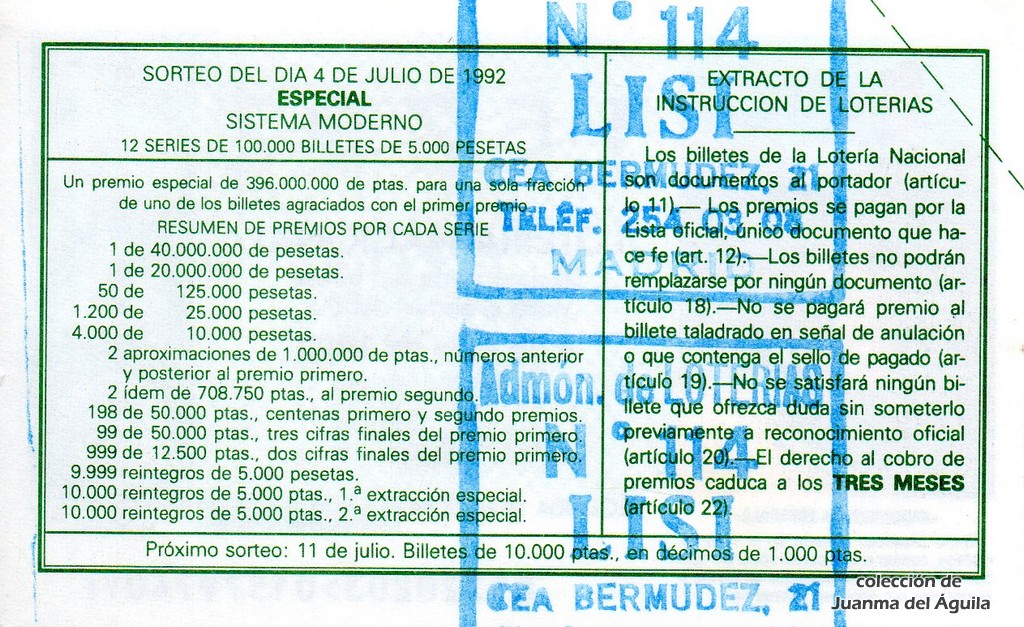 SORTEO DEL DIA 4 DE JULIO DE 1992
ESPECIAL
SISTEMA MODERNO
12 SERIES DE 100.000 BILLETES DE 5.000 PESETAS
Un premio especial de 396.000.000 de ptas. para una sola fracción
de uno de los billetes agraciados con el primer premio
RESUMEN DE PREMIOS POR CADA SERIE
1 de 40.000.000 de pesetas.
1 de 20.000.000 de pesetas.
50 de 125.000 pesetas.
1.200 de 25.000 pesetas.
4.000 de 10.000 pesetas.
2 aproximaciones de 1.000.000 de ptas., números anterior
y posterior al premio primero.
2 ídem de 708.750 ptas., al premio segundo.
198 de 50.000 ptas., centenas primero y segundo premios.
99 de 50.000 ptas., tres cifras finales del premio primero.
999 de 12.500 ptas., dos cifras finales del premio primero.
9.999 reintegros de 5.000 pesetas.
10.000 reintegros de 5.000 ptas., 1.ª extracción especial.
10.000 reintegros de 5.000 ptas., 2.ª extracción especial.
EXTRACTO DE LA
INSTRUCCION DE LOTERIAS
Los billetes de la Lotería Nacional
son documentos al portador (artícu-
lo 11).— Los premios se pagan por la
Lista oficial, único documento que ha-
ce fe (art. 12).—Los billetes no podrán
remplazarse por ningún documento (ar-
tículo 18).—No se pagará premio al
billete taladrado en señal de anulación
o que contenga el sello de pagado (ar-
tículo 19).—No se satisfará ningún bi-
llete que ofrezca duda sin someterlo
previamente a reconocimiento oficial
(artículo 20).—El derecho al cobro de
premios caduca a los TRES MESES
(artículo 22).
Próximo sorteo: 11 de julio. Billetes de 10.000 ptas., en décimos de 1.000 ptas.
N° 114
LISI
CEA BERMUDEZ, 21
TELÉF. 254 03 08
MADRID
Admón. de LOTERIAS
N° 114
LISI
CEA BERMUDEZ, 21
colección de
Juanma del Águila